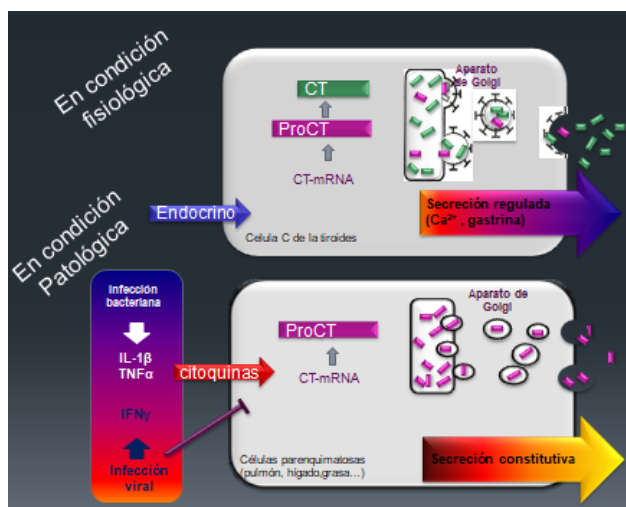 En condición
fisiológica
CT
ProCT
CT-mRNA
Aparato
de Golgi
Endocrino
Secreción regulada
(Ca²⁺ , gastrina)
Celula C de la tiroides
En condición
Patológica
Infección
bacteriana
IL-1β
TNFα
IFNγ
Infección
viral
citoquinas
ProCT
CT-mRNA
Aparato de
Golgi
Células parenquimatosas
(pulmón, hígado,grasa...)
Secreción constitutiva